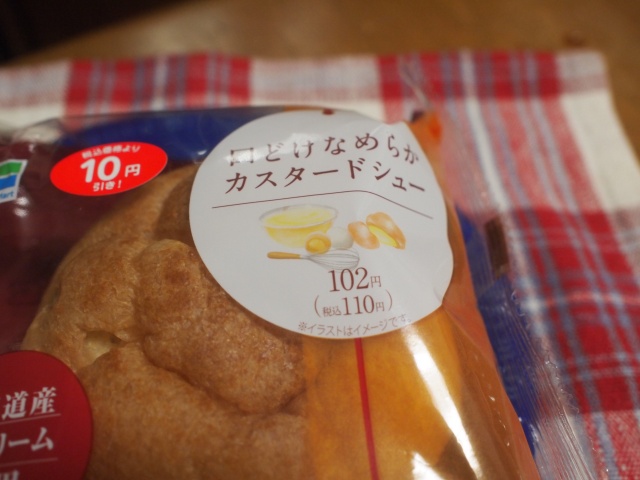 税込価格より
10円
引き!
口どけなめらか
カスタードシュー
102円
(税込110円)
※イラストはイメージです
道産
リーム